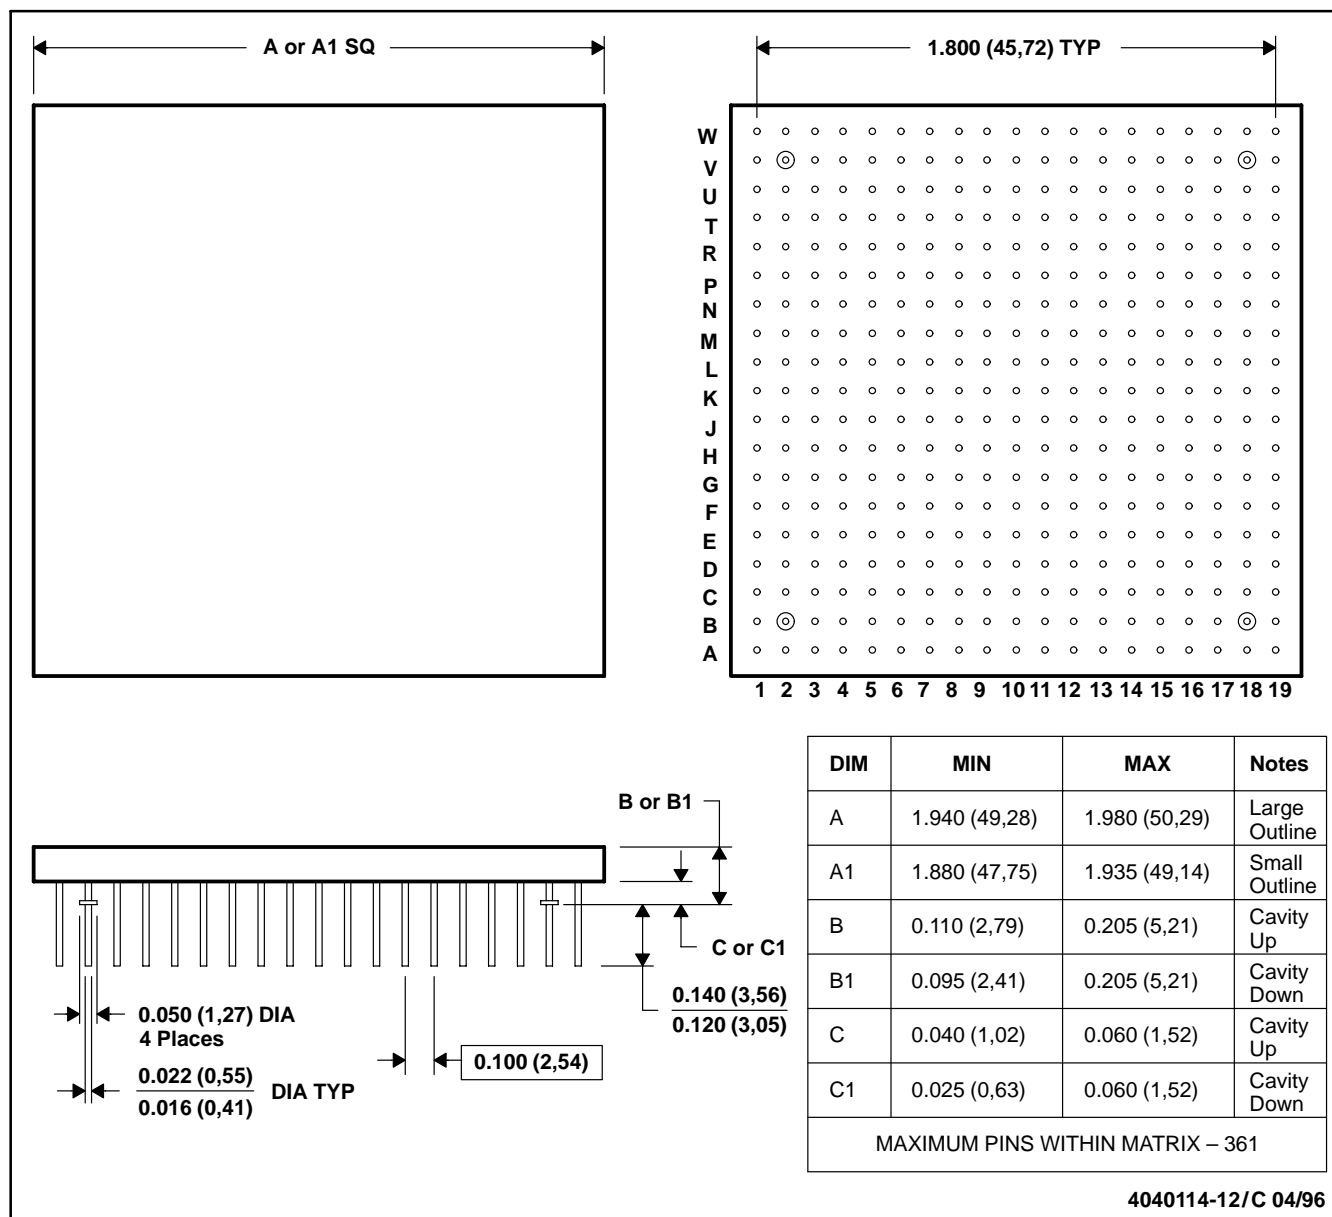 A or A1 SQ
1.800 (45,72) TYP
W
V
U
T
R
P
N
M
L
K
J
H
G
F
E
D
C
B
A
1 2 3 4 5 6 7 8 9 10 11 12 13 14 15 16 17 18 19
B or B1
C or C1
0.140 (3,56)
0.120 (3,05)
0.050 (1,27) DIA
4 Places
0.100 (2,54)
0.022 (0,55)
0.016 (0,41)
DIA TYP
DIM MIN MAX Notes
A 1.940 (49,28) 1.980 (50,29) Large Outline
A1 1.880 (47,75) 1.935 (49,14) Small Outline
B 0.110 (2,79) 0.205 (5,21) Cavity Up
B1 0.095 (2,41) 0.205 (5,21) Cavity Down
C 0.040 (1,02) 0.060 (1,52) Cavity Up
C1 0.025 (0,63) 0.060 (1,52) Cavity Down
MAXIMUM PINS WITHIN MATRIX – 361
4040114-12/C 04/96